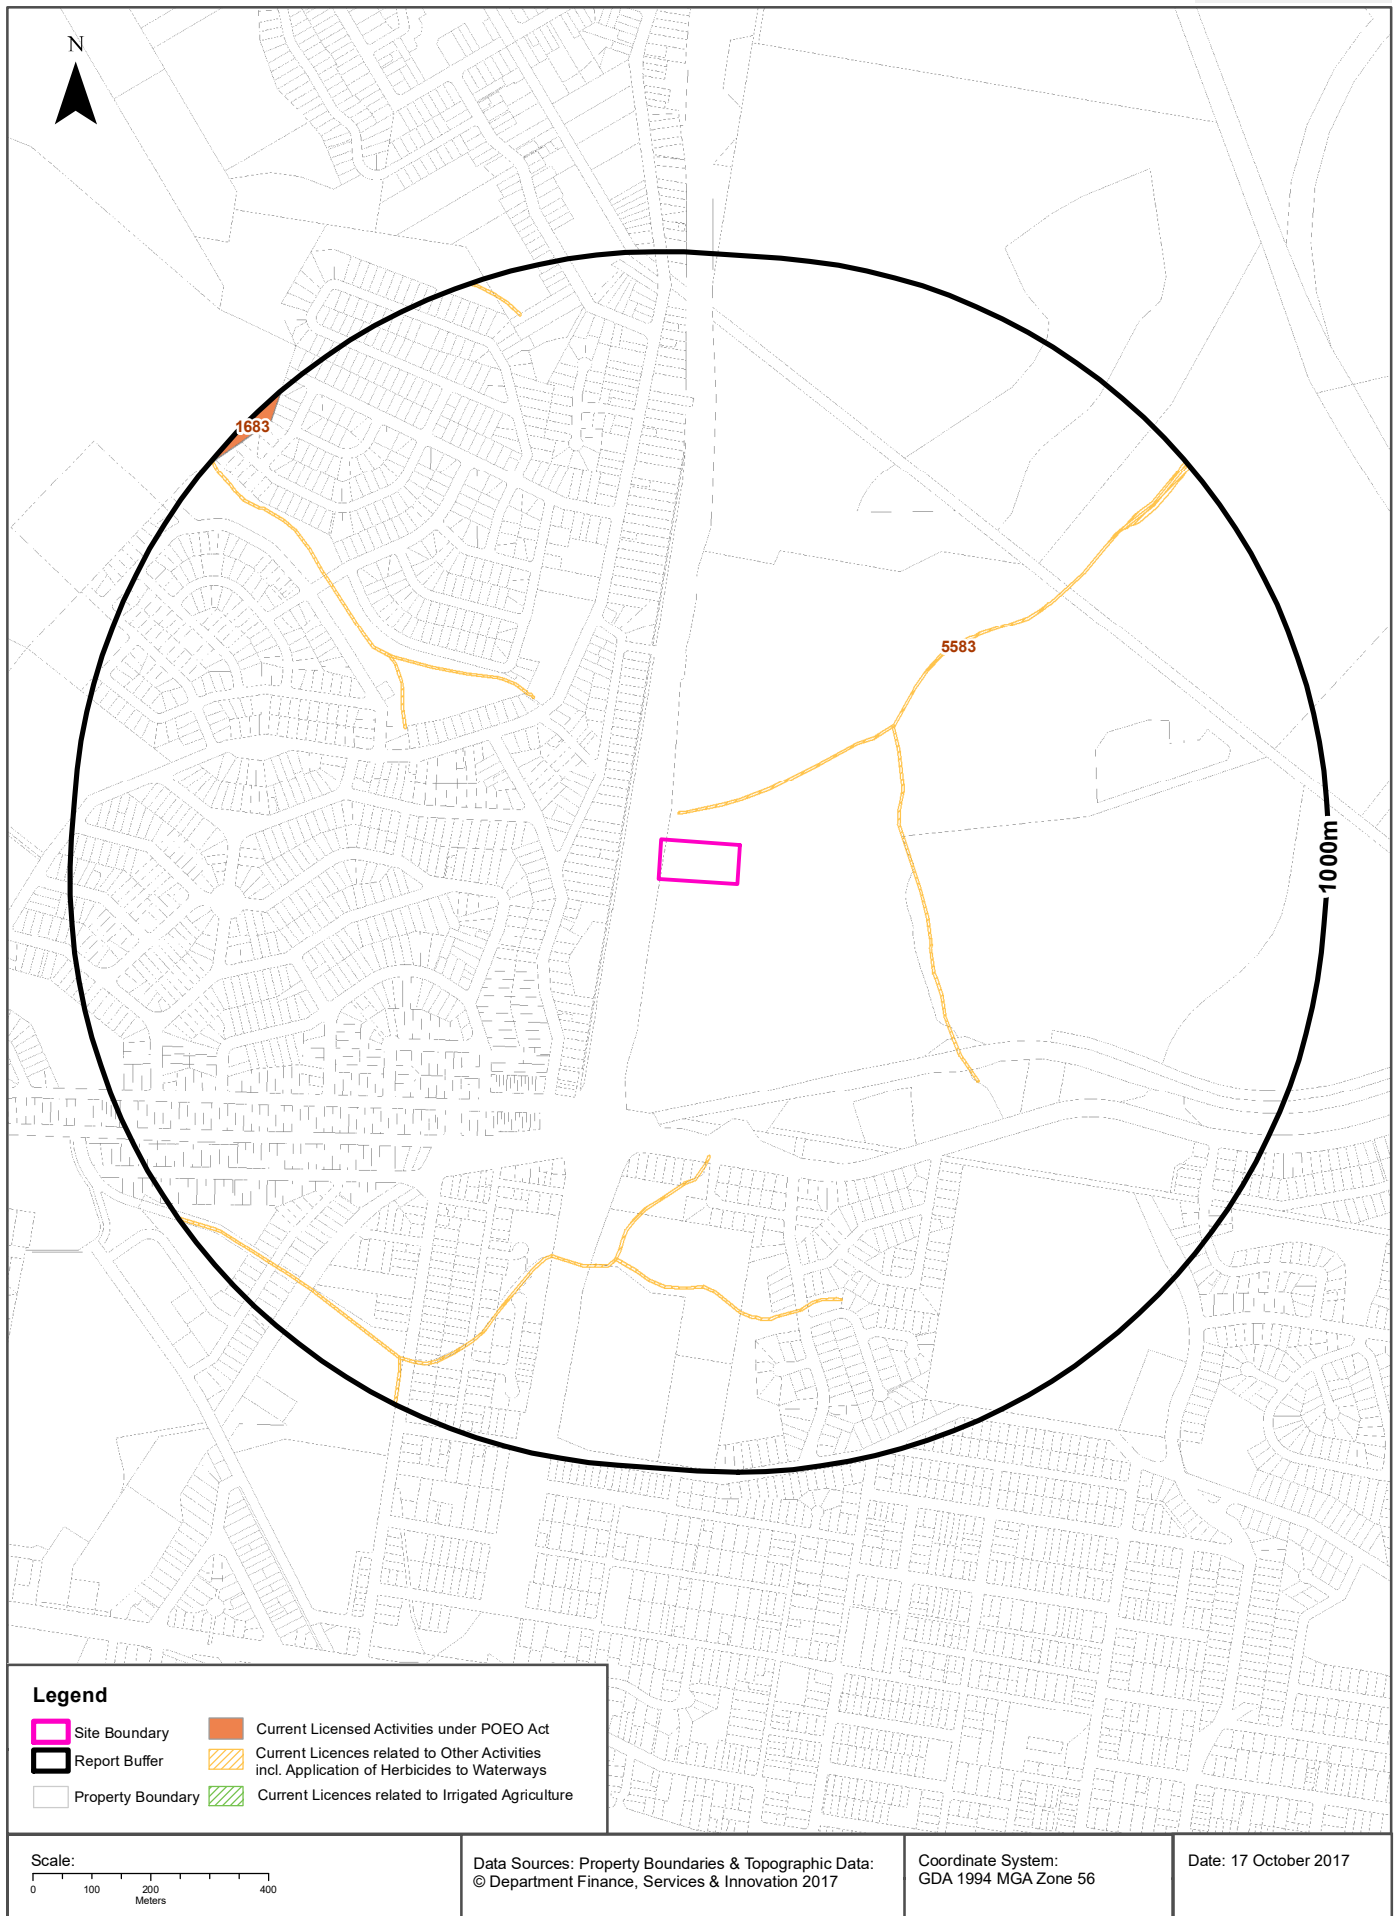 N
1683
5583
1000m
Legend
Site Boundary
Report Buffer
Property Boundary
Current Licensed Activities under POEO Act
Current Licences related to Other Activities
incl. Application of Herbicides to Waterways
Current Licences related to Irrigated Agriculture
Scale:
0 100 200 400
Meters
Data Sources: Property Boundaries & Topographic Data:
© Department Finance, Services & Innovation 2017
Coordinate System:
GDA 1994 MGA Zone 56
Date: 17 October 2017